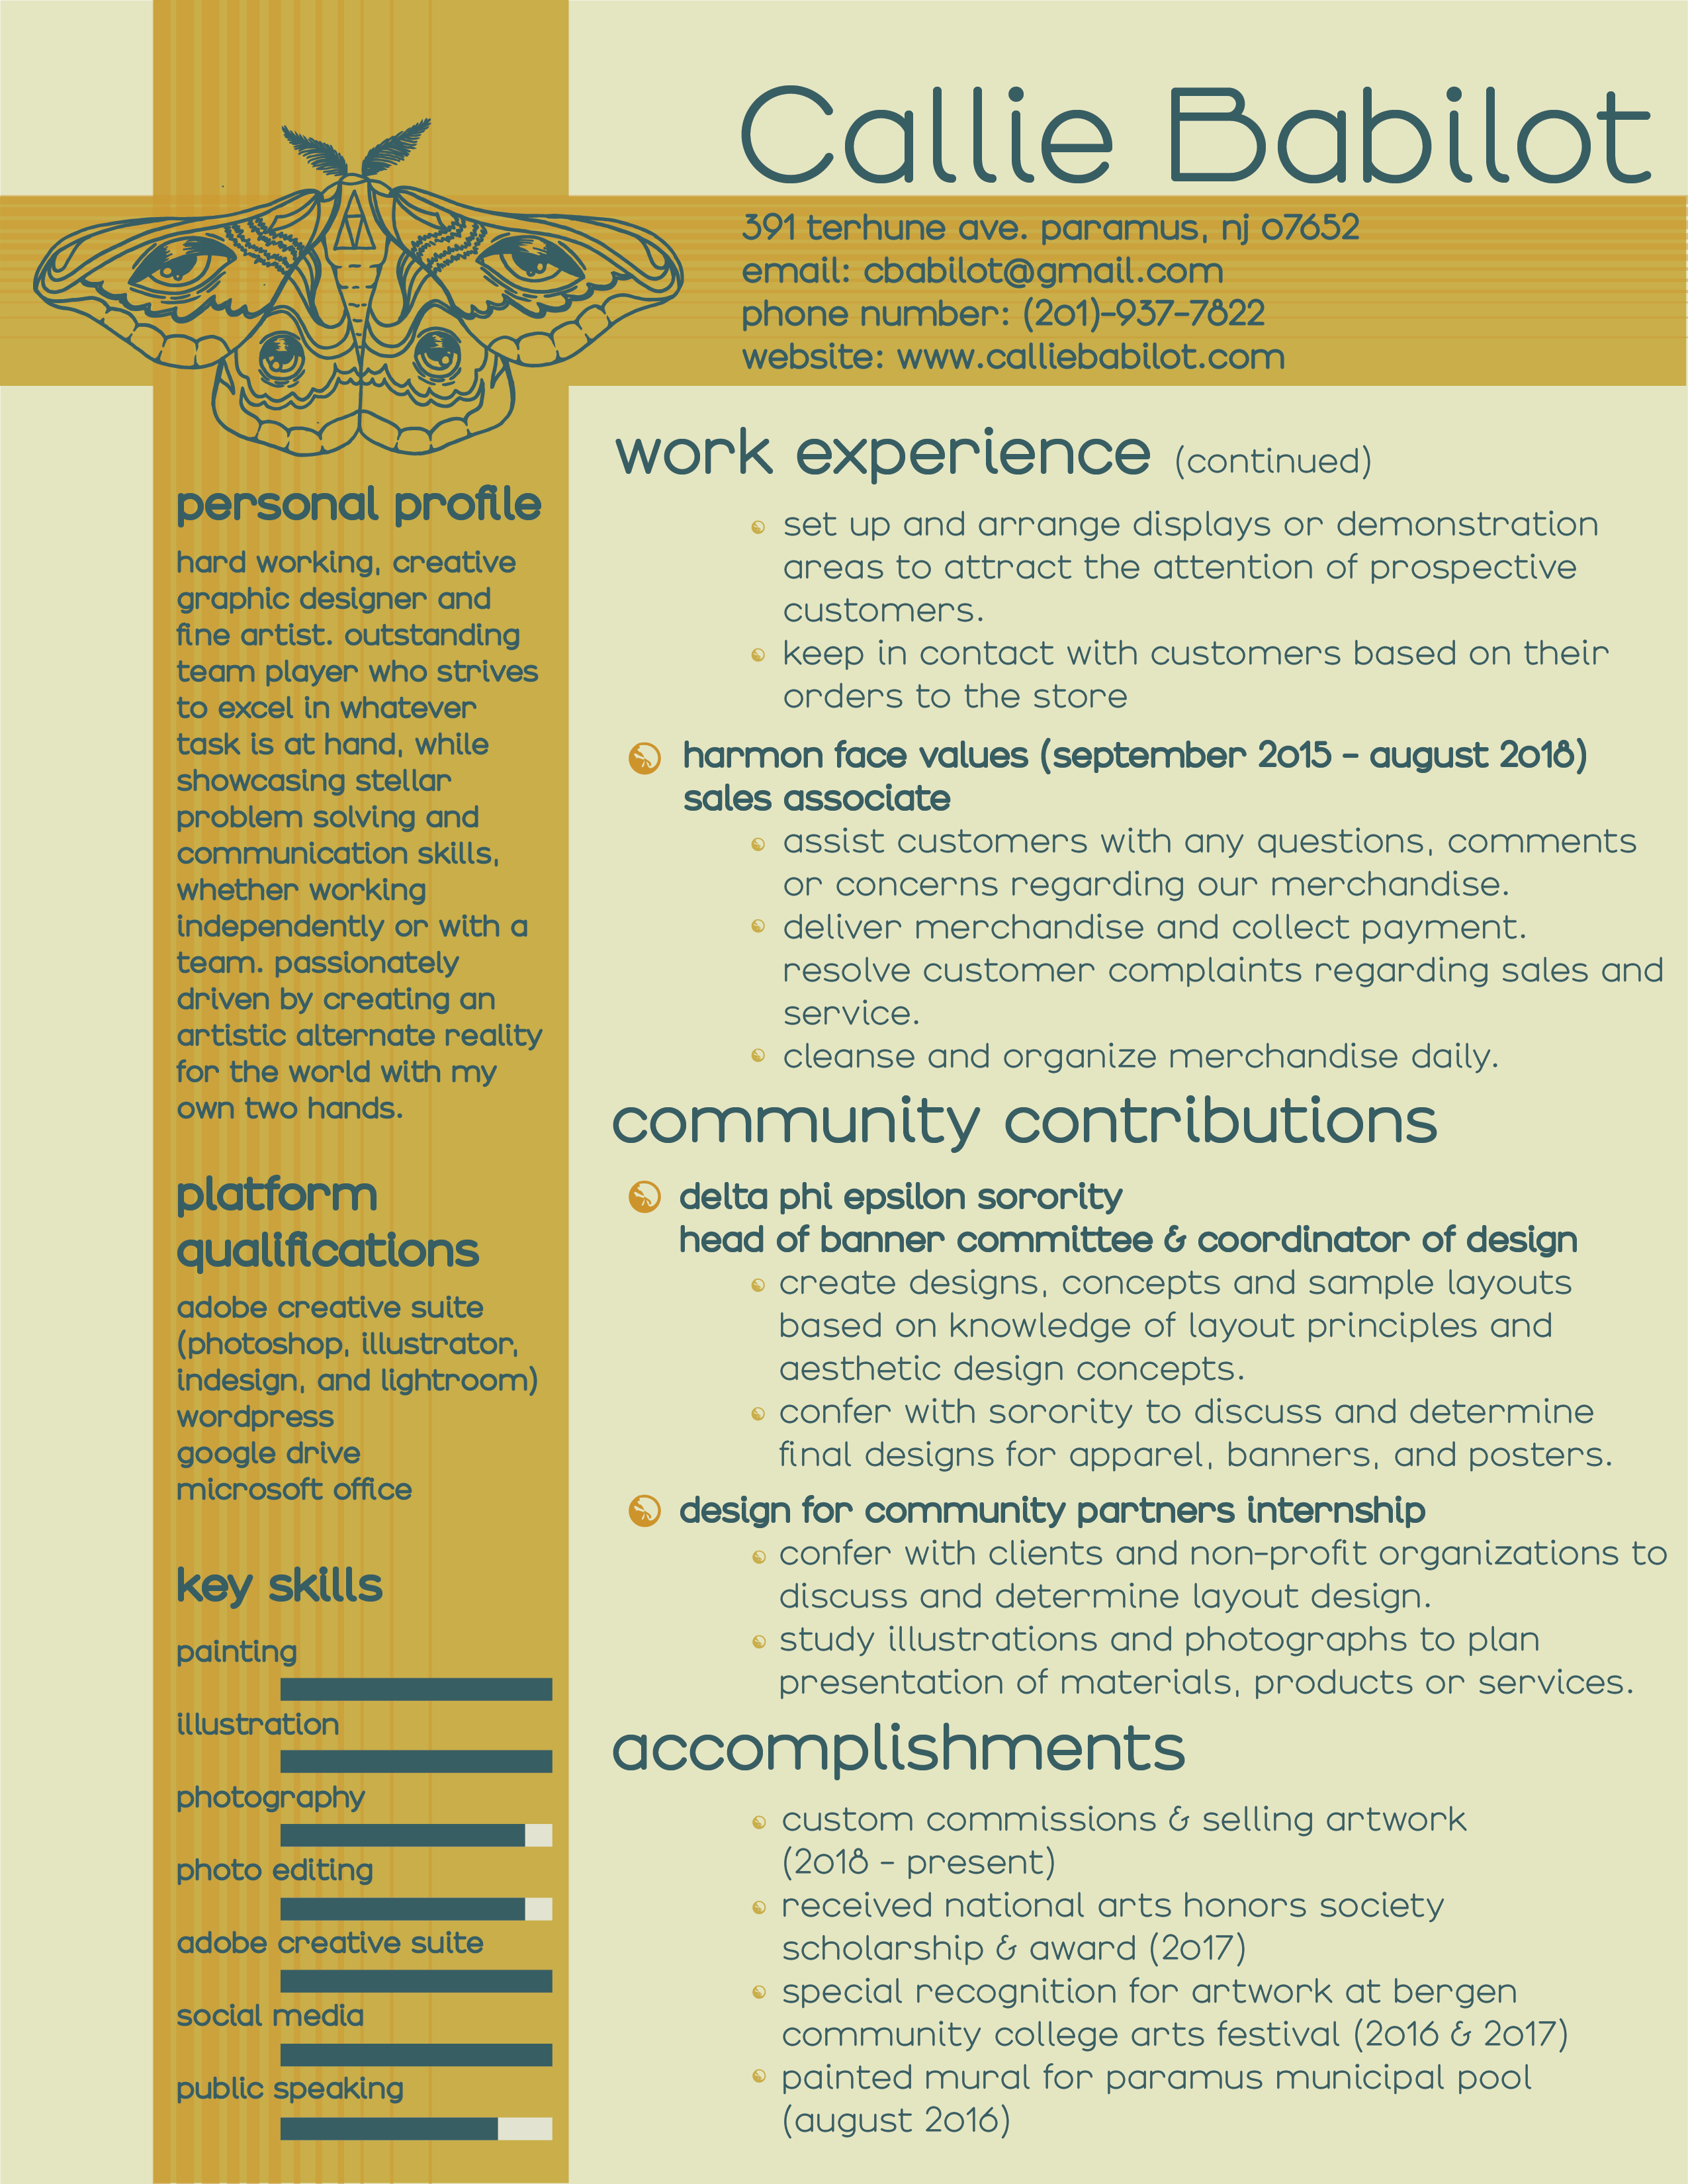 Callie Babilot
391 terhune ave. paramus, nj 07652
email: cbabilot@gmail.com
phone number: (201)-937-7822
website: www.calliebabilot.com
personal profile
hard working, creative
graphic designer and
fine artist. outstanding
team player who strives
to excel in whatever
task is at hand, while
showcasing stellar
problem solving and
communication skills,
whether working
independently or with a
team. passionately
driven by creating an
artistic alternate reality
for the world with my
own two hands.
platform
qualifications
adobe creative suite
(photoshop, illustrator,
indesign, and lightroom)
wordpress
google drive
microsoft office
key skills
painting
illustration
photography
photo editing
adobe creative suite
social media
public speaking
work experience (continued)
set up and arrange displays or demonstration
areas to attract the attention of prospective
customers.
keep in contact with customers based on their
orders to the store
harmon face values (september 2015 - august 2018)
sales associate
assist customers with any questions, comments
or concerns regarding our merchandise.
deliver merchandise and collect payment.
resolve customer complaints regarding sales and
service.
cleanse and organize merchandise daily.
community contributions
delta phi epsilon sorority
head of banner committee & coordinator of design
create designs, concepts and sample layouts
based on knowledge of layout principles and
aesthetic design concepts.
confer with sorority to discuss and determine
final designs for apparel, banners, and posters.
design for community partners internship
confer with clients and non-profit organizations to
discuss and determine layout design.
study illustrations and photographs to plan
presentation of materials, products or services.
accomplishments
custom commissions & selling artwork
(2018 - present)
received national arts honors society
scholarship & award (2017)
special recognition for artwork at bergen
community college arts festival (2016 & 2017)
painted mural for paramus municipal pool
(august 2016)